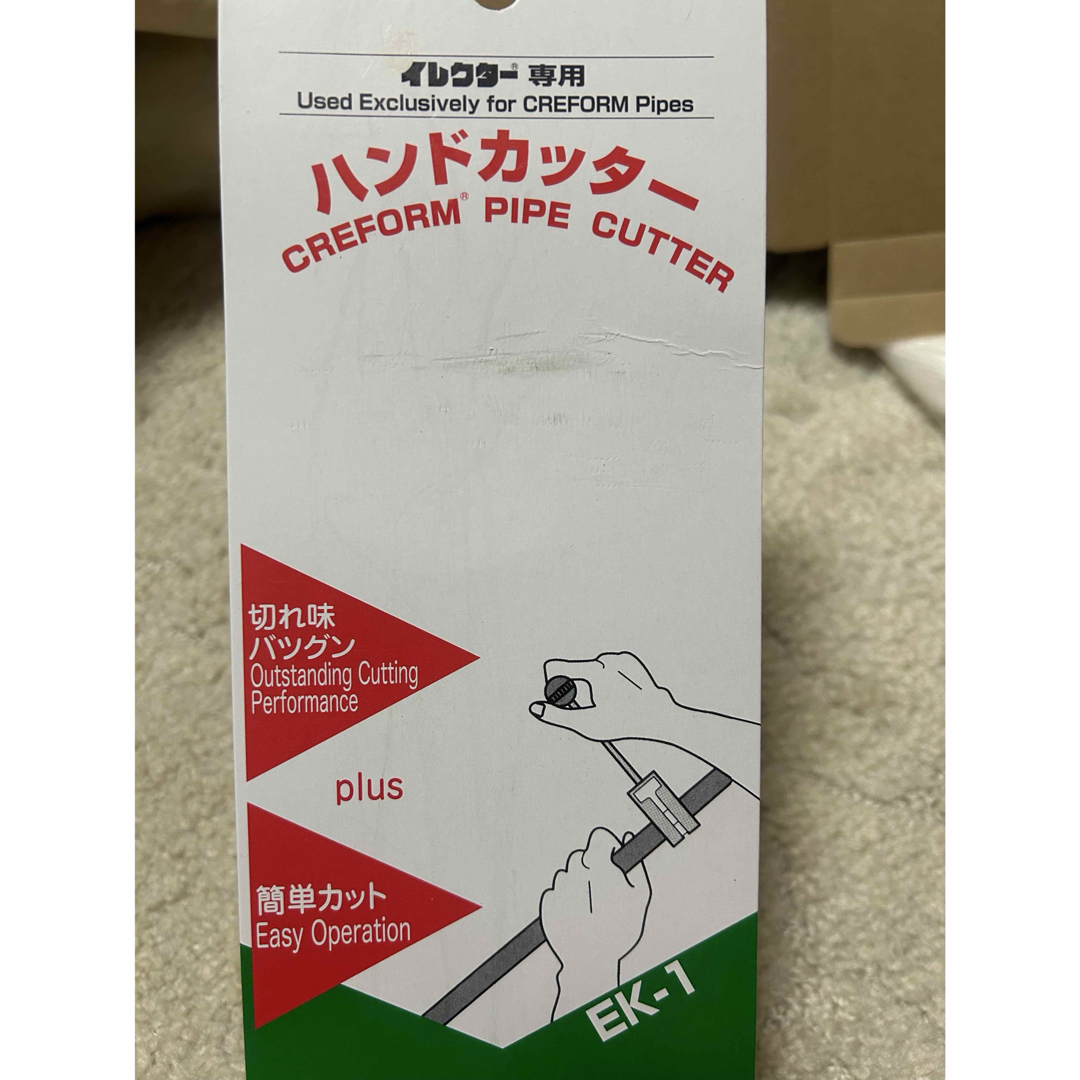 イレクター® 専用
Used Exclusively for CREFORM Pipes
ハンドカッター
CREFORM® PIPE CUTTER
切れ味
バツグン
Outstanding Cutting
Performance
plus
簡単カット
Easy Operation
EK-1